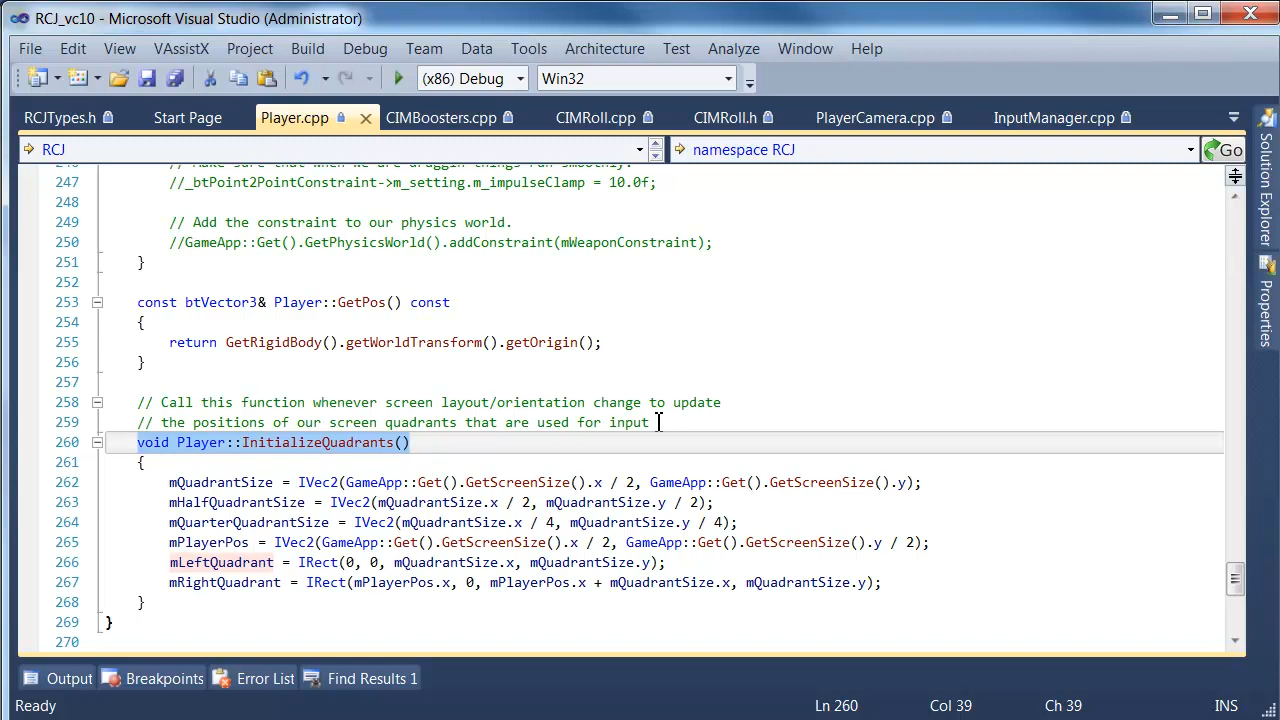 RCJ_vc10 - Microsoft Visual Studio (Administrator)
File Edit View VAssistX Project Build Debug Team Data Tools Architecture Test Analyze Window Help
(x86) Debug Win32
RCJTypes.h Start Page Player.cpp CIMBoosters.cpp CIMRoll.cpp CIMRoll.h PlayerCamera.cpp InputManager.cpp
RCJ namespace RCJ Go
247 //_btPoint2PointConstraint->m_setting.m_impulseClamp = 10.0f;
248
249 // Add the constraint to our physics world.
250 //GameApp::Get().GetPhysicsWorld().addConstraint(mWeaponConstraint);
251 }
252
253 const btVector3& Player::GetPos() const
254 {
255 return GetRigidBody().getWorldTransform().getOrigin();
256 }
257
258 // Call this function whenever screen layout/orientation change to update
259 // the positions of our screen quadrants that are used for input
260 void Player::InitializeQuadrants()
261 {
262 mQuadrantSize = IVec2(GameApp::Get().GetScreenSize().x / 2, GameApp::Get().GetScreenSize().y);
263 mHalfQuadrantSize = IVec2(mQuadrantSize.x / 2, mQuadrantSize.y / 2);
264 mQuarterQuadrantSize = IVec2(mQuadrantSize.x / 4, mQuadrantSize.y / 4);
265 mPlayerPos = IVec2(GameApp::Get().GetScreenSize().x / 2, GameApp::Get().GetScreenSize().y / 2);
266 mLeftQuadrant = IRect(0, 0, mQuadrantSize.x, mQuadrantSize.y);
267 mRightQuadrant = IRect(mPlayerPos.x, 0, mPlayerPos.x + mQuadrantSize.x, mQuadrantSize.y);
268 }
269 }
270
Solution Explorer
Properties
Output Breakpoints Error List Find Results 1
Ready Ln 260 Col 39 Ch 39 INS